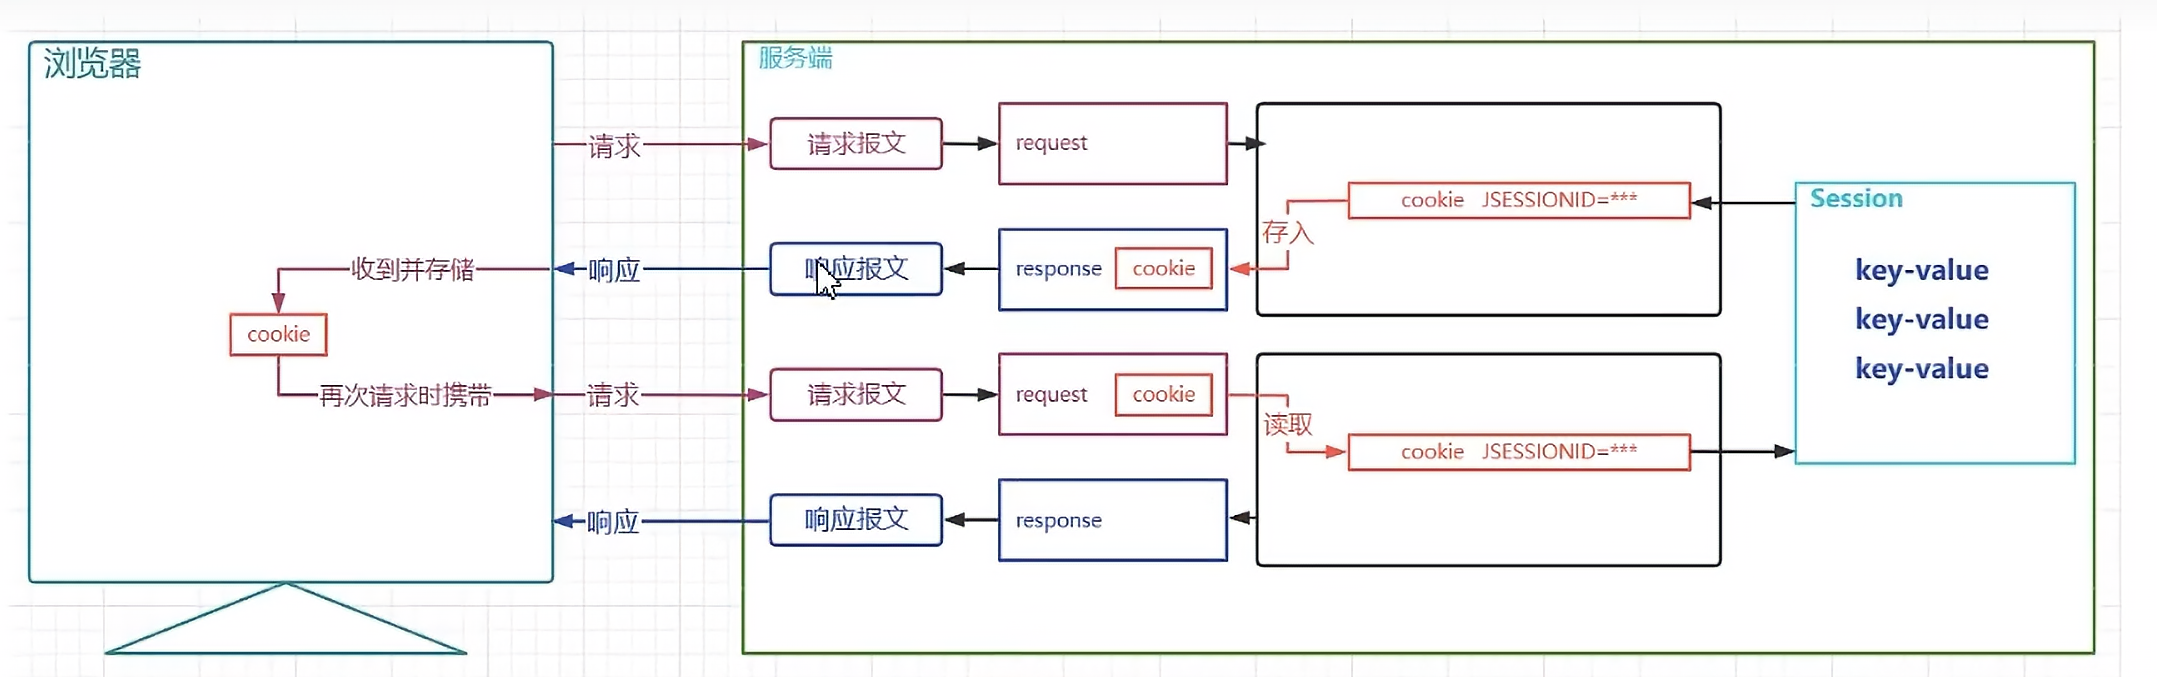 浏览器
服务端
请求
请求报文
request
cookie JSESSIONID=***
Session
存入
收到并存储
响应
响应报文
response
cookie
key-value
key-value
key-value
cookie
再次请求时携带
请求
请求报文
request
cookie
读取
cookie JSESSIONID=***
响应
响应报文
response